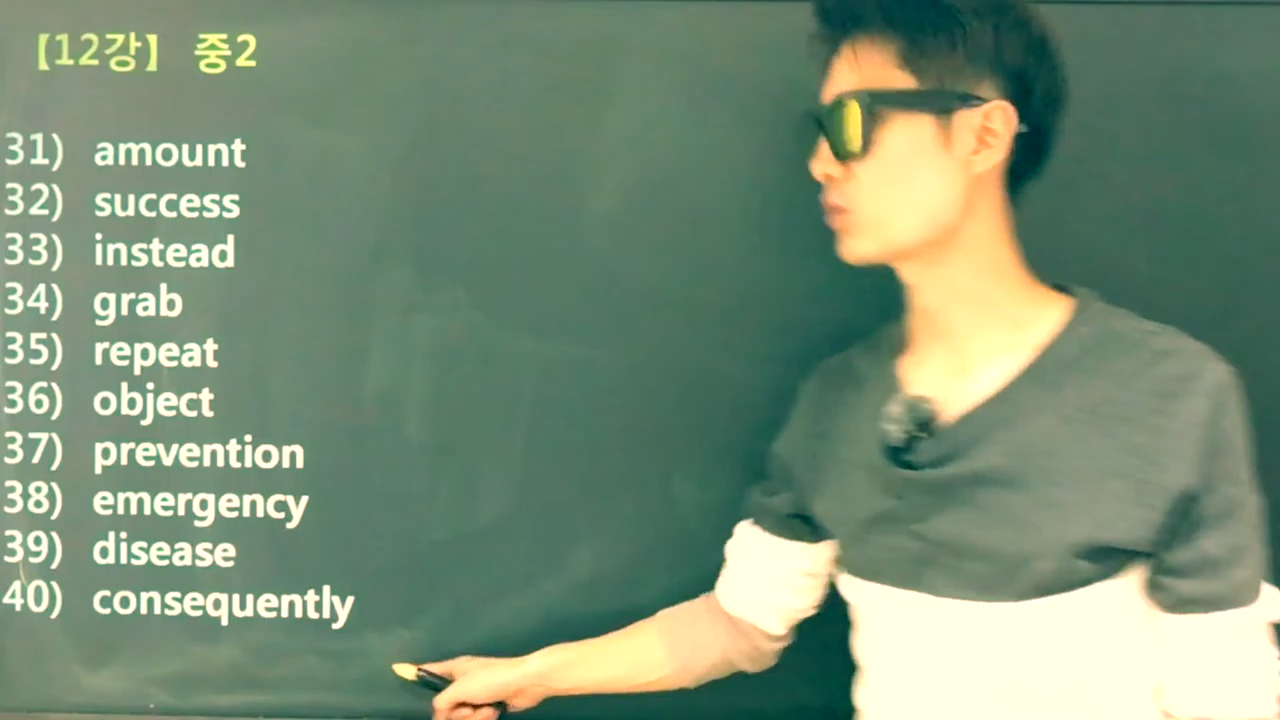 【12강】 중2
31) amount
32) success
33) instead
34) grab
35) repeat
36) object
37) prevention
38) emergency
39) disease
40) consequently